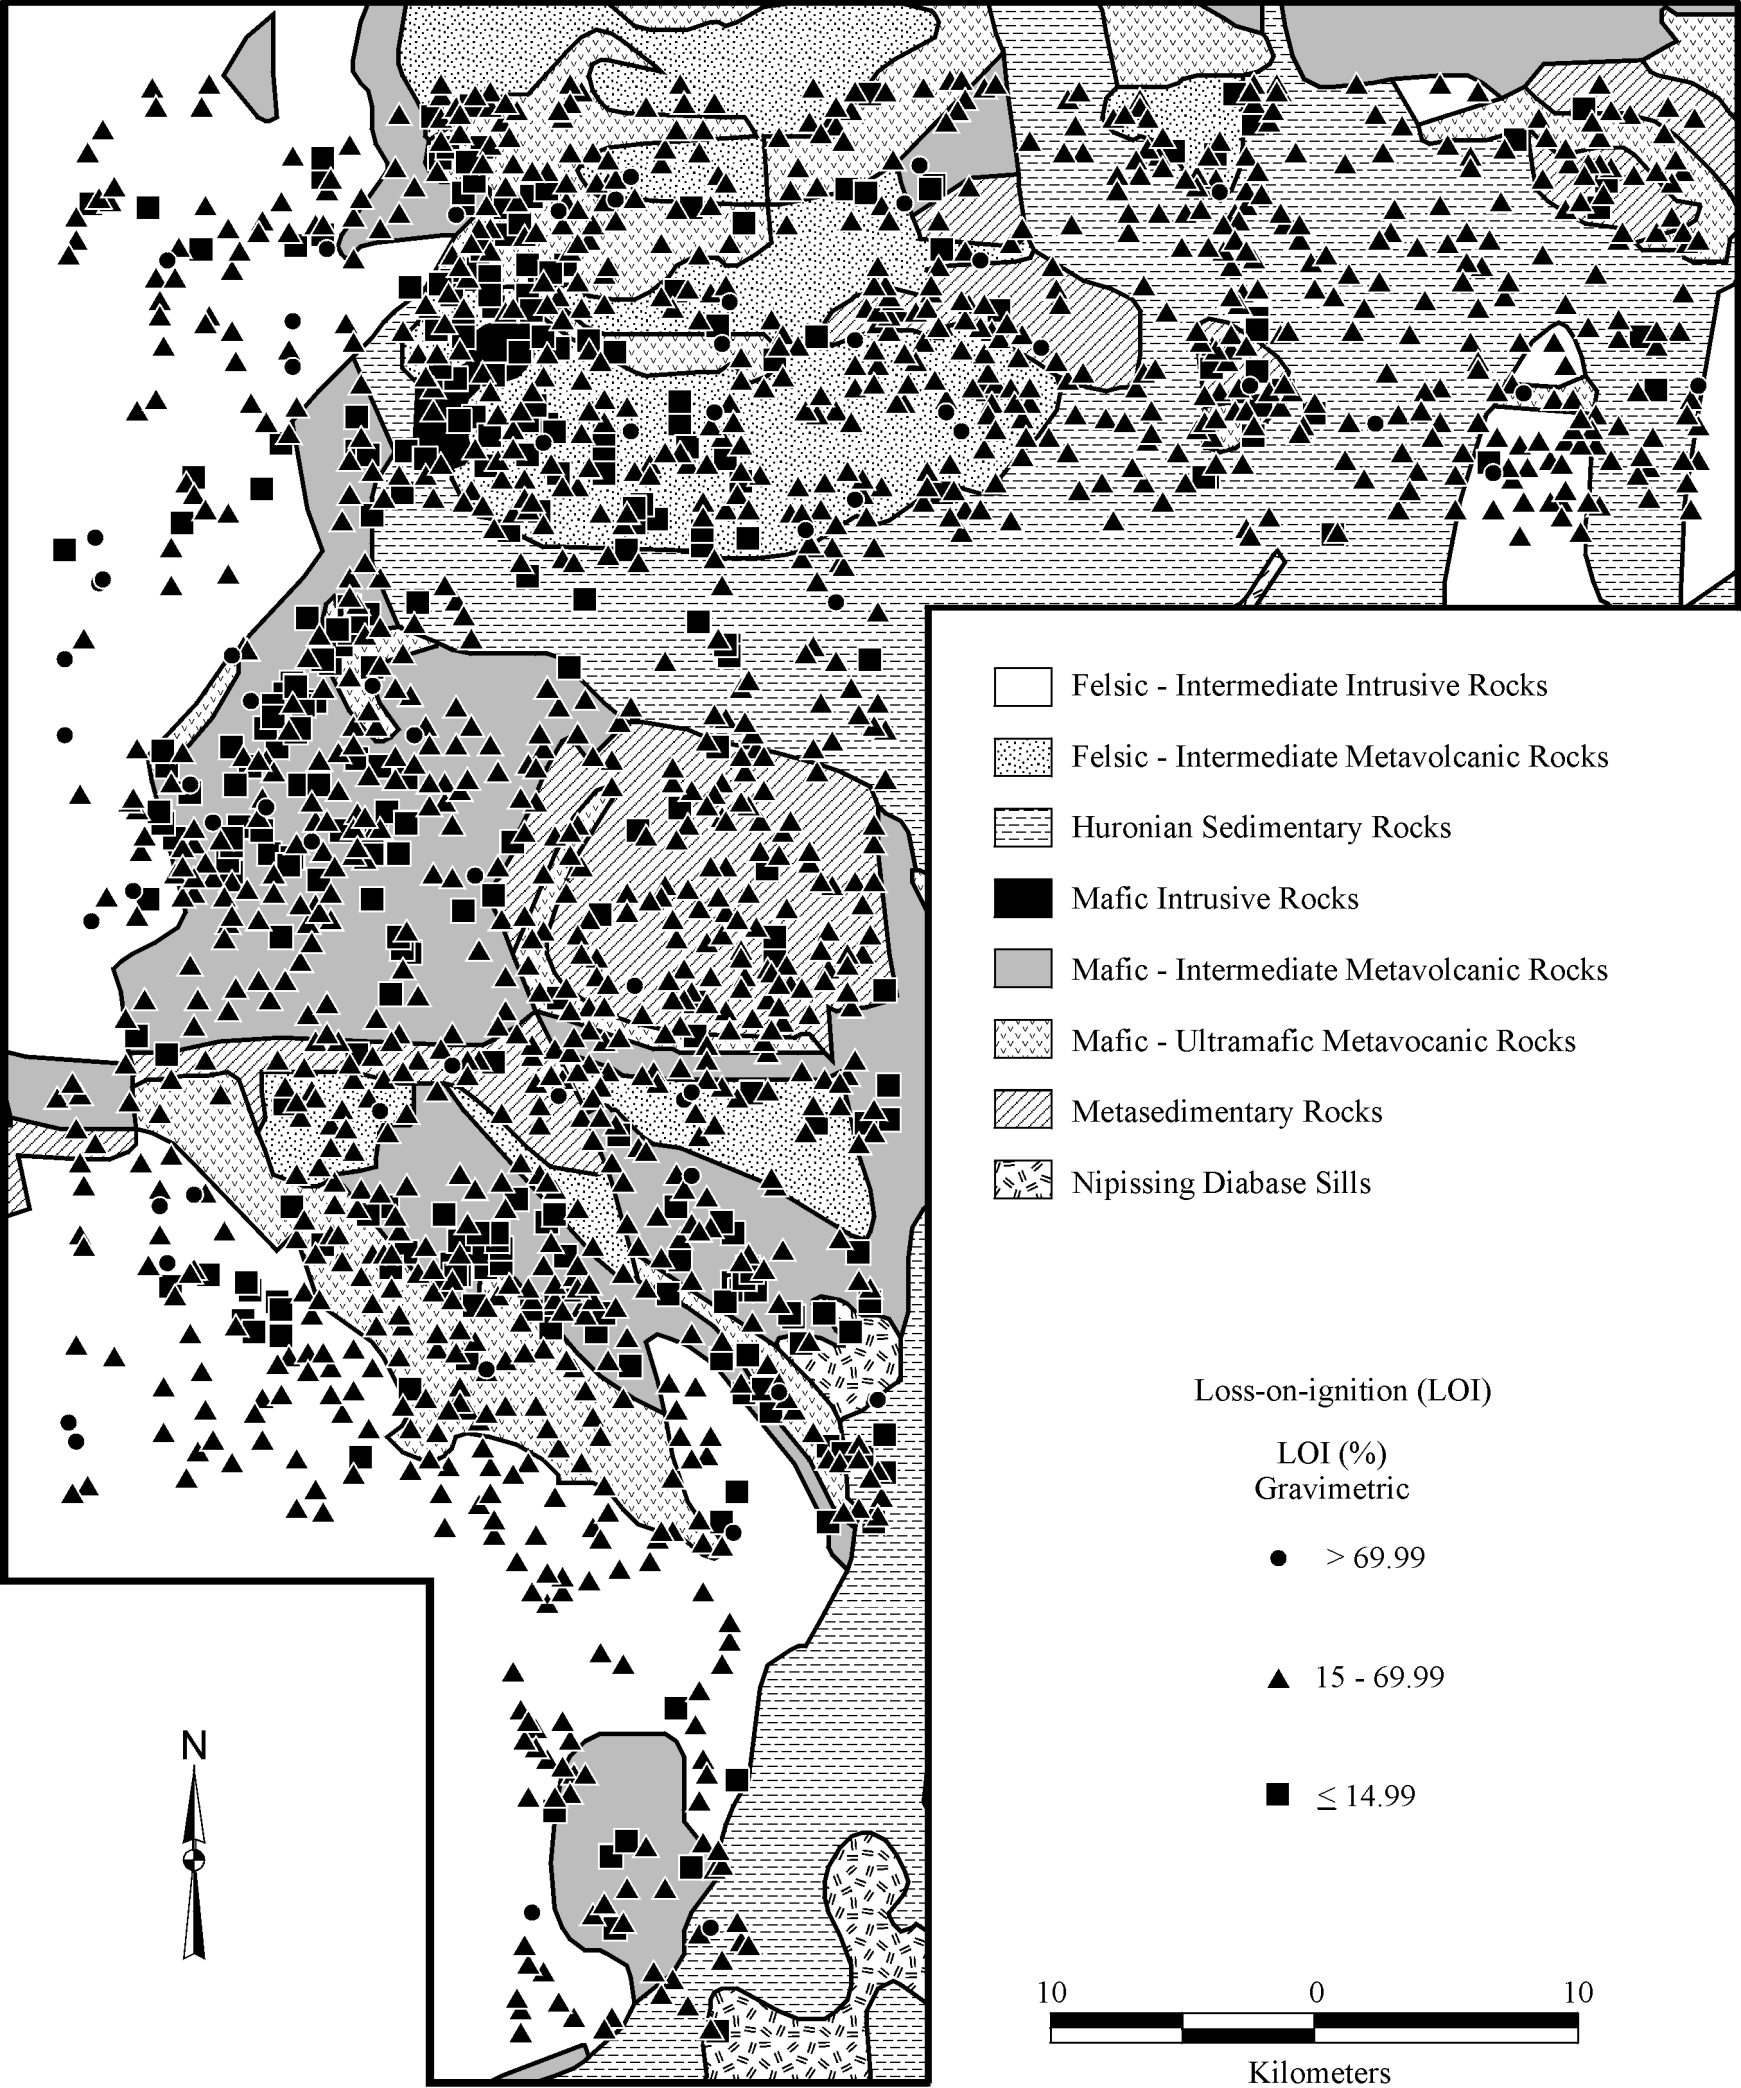 Felsic - Intermediate Intrusive Rocks
Felsic - Intermediate Metavolcanic Rocks
Huronian Sedimentary Rocks
Mafic Intrusive Rocks
Mafic - Intermediate Metavolcanic Rocks
Mafic - Ultramafic Metavocanic Rocks
Metasedimentary Rocks
Nipissing Diabase Sills
Loss-on-ignition (LOI)
LOI (%)
Gravimetric
> 69.99
15 - 69.99
≤ 14.99
N
10 0 10
Kilometers